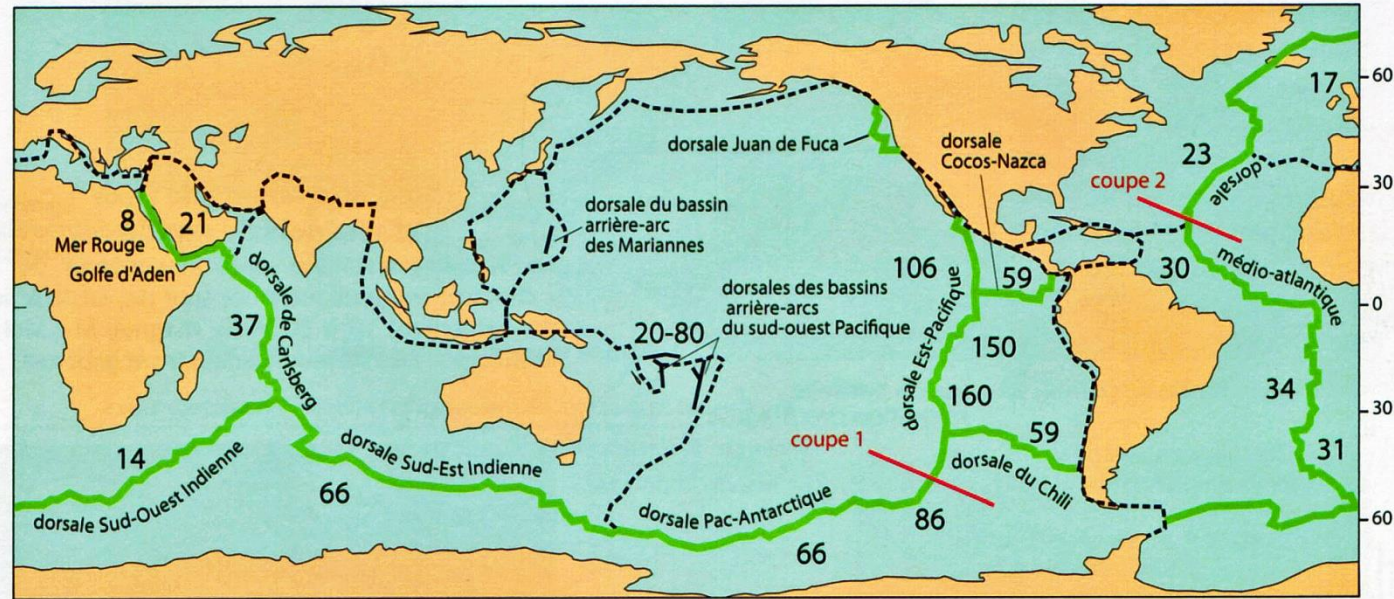 17
60
dorsale Juan de Fuca
dorsale
Cocos-Nazca
23
dorsale
coupe 2
30
dorsale du bassin
arrière-arc
des Mariannes
8
21
Mer Rouge
Golfe d'Aden
dorsale de Carlsberg
106
59
30
médio-atlantique
dorsales des bassins
arrière-arcs
du sud-ouest Pacifique
0
37
20-80
dorsale Est-Pacifique
150
160
34
30
coupe 1
59
31
14
dorsale Sud-Ouest Indienne
dorsale Sud-Est Indienne
66
dorsale du Chili
dorsale Pac-Antarctique
86
60
66